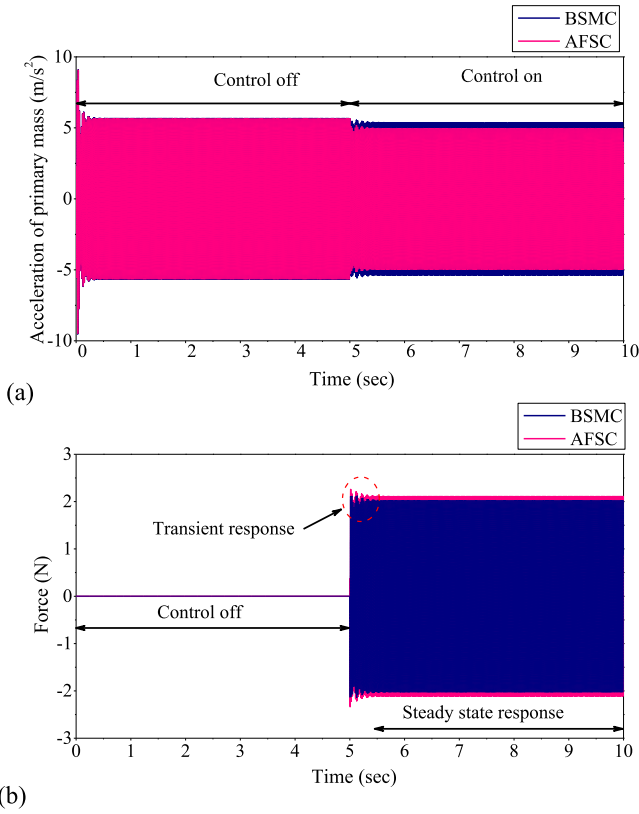 BSMC
AFSC
10
5
0
-5
-10
Acceleration of primary mass (m/s²)
Control off
Control on
0 1 2 3 4 5 6 7 8 9 10
Time (sec)
(a)
BSMC
AFSC
3
2
1
0
-1
-2
-3
Force (N)
Transient response
Control off
Steady state response
0 1 2 3 4 5 6 7 8 9 10
Time (sec)
(b)